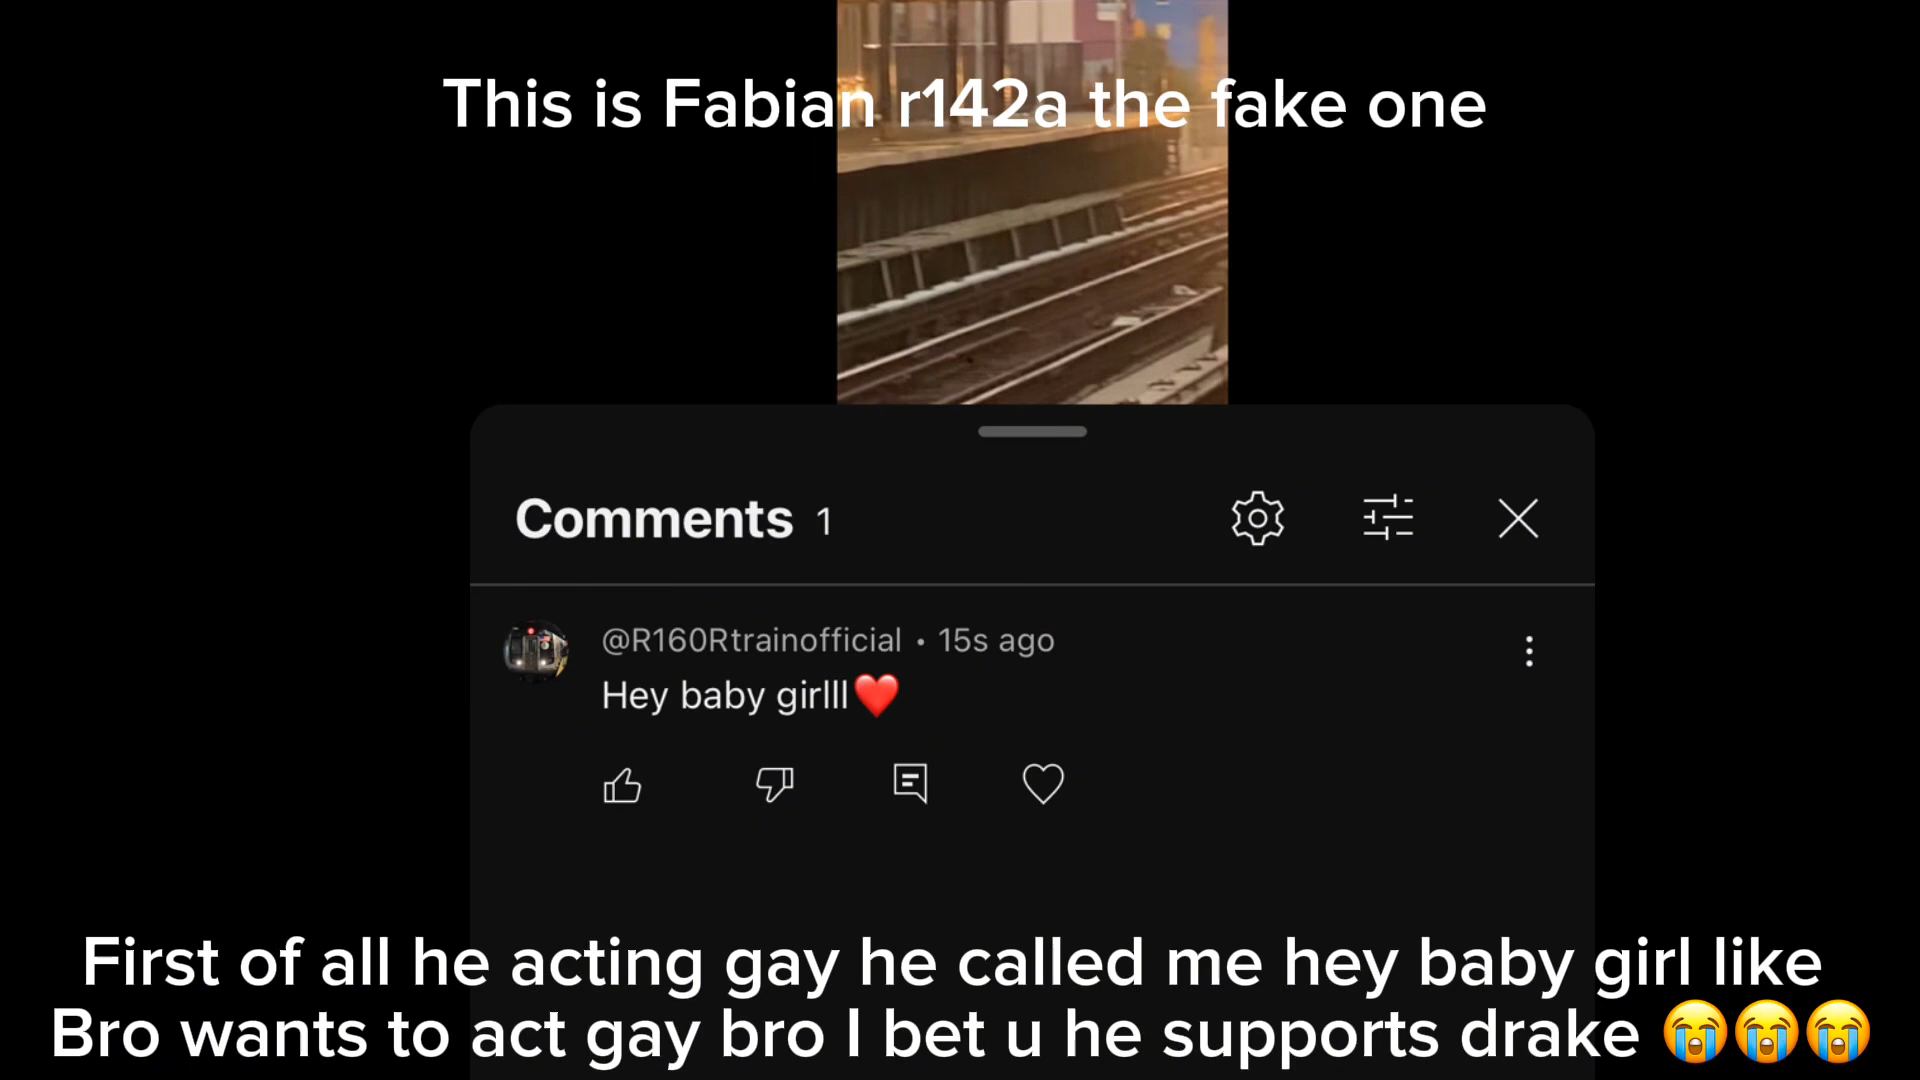 This is Fabian r142a the fake one
Comments 1
@R160Rtrainofficial • 15s ago
Hey baby girlll❤️
First of all he acting gay he called me hey baby girl like
Bro wants to act gay bro I bet u he supports drake 😭😭😭